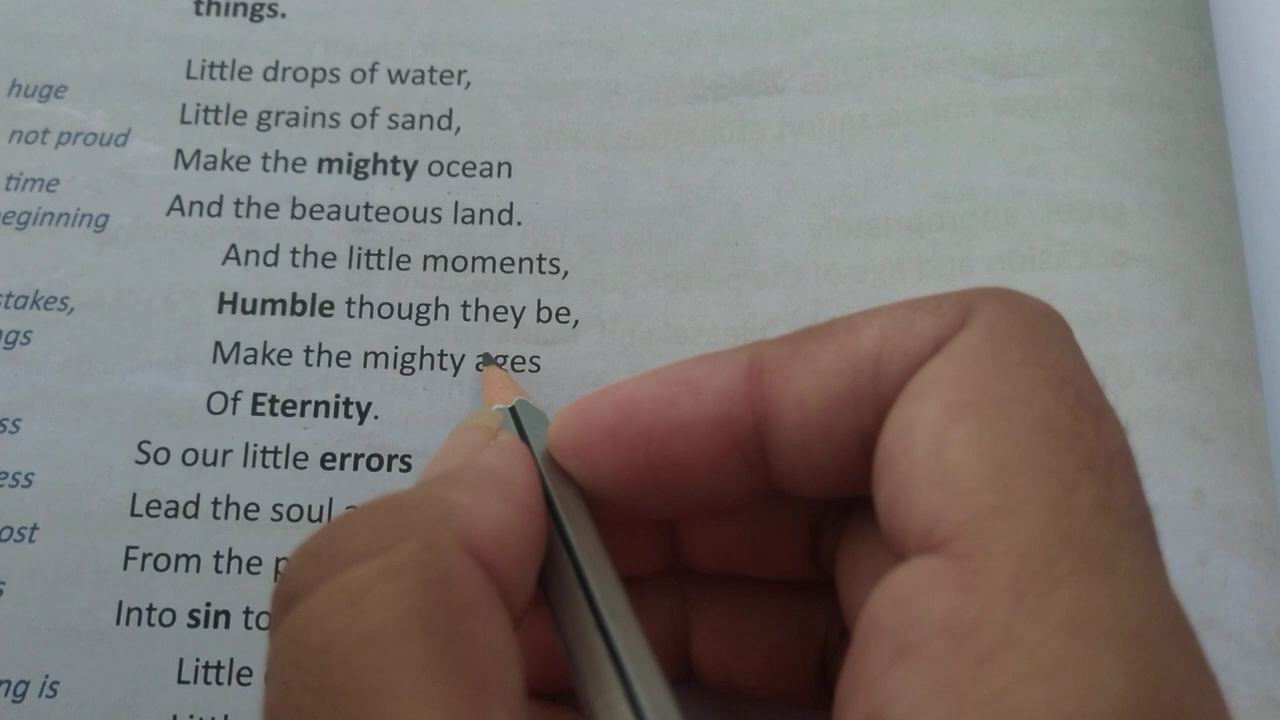 things.
Little drops of water,
huge
Little grains of sand,
not proud
Make the mighty ocean
time
And the beauteous land.
eginning
And the little moments,
Humble though they be,
stakes,
gs
Make the mighty ages
Of Eternity.
ss
So our little errors
ess
Lead the soul
ost
From the p
s
Into sin to
ng is
Little